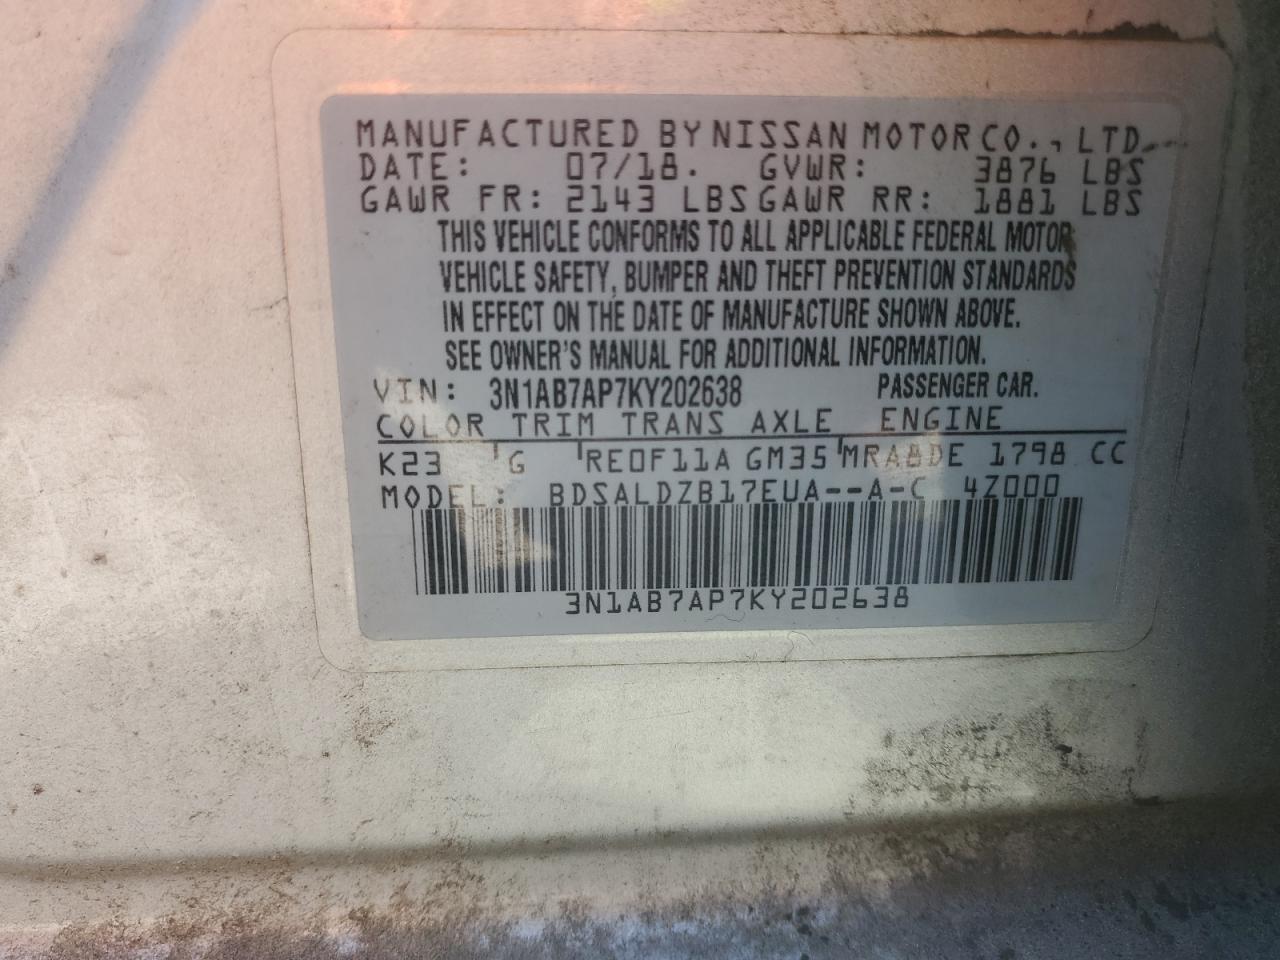 MANUFACTURED BY NISSAN MOTOR CO., LTD.
DATE: 07/18. GVWR: 3876 LBS
GAWR FR: 2143 LBS GAWR RR: 1881 LBS
THIS VEHICLE CONFORMS TO ALL APPLICABLE FEDERAL MOTOR
VEHICLE SAFETY, BUMPER AND THEFT PREVENTION STANDARDS
IN EFFECT ON THE DATE OF MANUFACTURE SHOWN ABOVE.
SEE OWNER'S MANUAL FOR ADDITIONAL INFORMATION.
VIN: 3N1AB7AP7KY202638 PASSENGER CAR.
COLOR TRIM TRANS AXLE ENGINE
K23 G RE0F11A GM35 MRA8DE 1798 CC
MODEL: BDSALDZB17EUA--A-C 4Z000
3N1AB7AP7KY202638